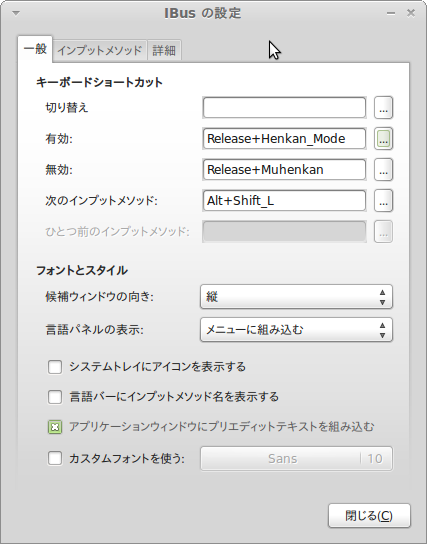 IBus の設定
一般 インプットメソッド 詳細
キーボードショートカット
切り替え ...
有効: Release+Henkan_Mode ...
無効: Release+Muhenkan ...
次のインプットメソッド: Alt+Shift_L ...
ひとつ前のインプットメソッド: ...
フォントとスタイル
候補ウィンドウの向き: 縦
言語パネルの表示: メニューに組み込む
システムトレイにアイコンを表示する
言語バーにインプットメソッド名を表示する
アプリケーションウィンドウにプリエディットテキストを組み込む
カスタムフォントを使う: Sans 10
閉じる(C)